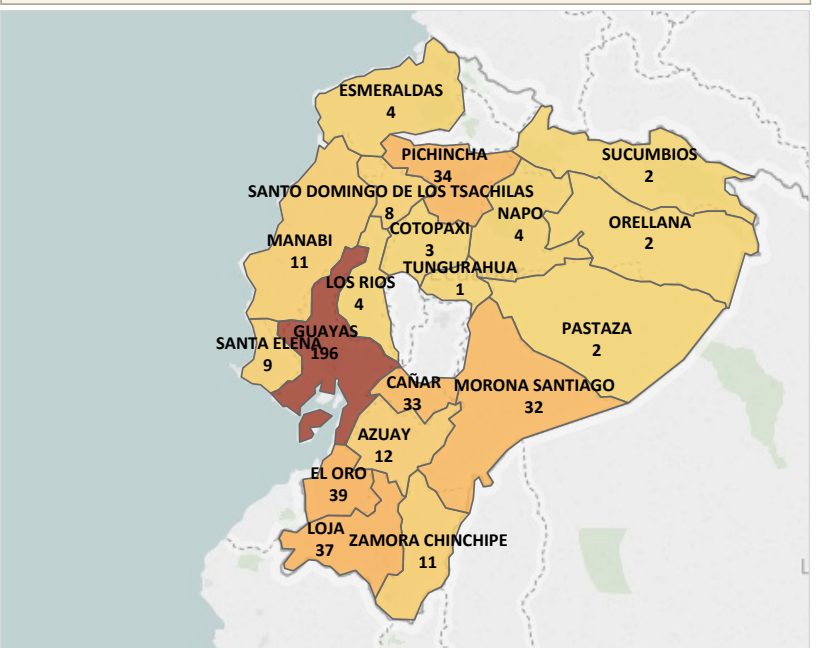 ESMERALDAS
4
PICHINCHA
34
SUCUMBIOS
2
SANTO DOMINGO DE LOS TSACHILAS
8
NAPO
4
ORELLANA
2
COTOPAXI
3
MANABI
11
TUNGURAHUA
1
LOS RIOS
4
GUAYAS
196
SANTA ELENA
9
PASTAZA
2
CAÑAR
33
MORONA SANTIAGO
32
AZUAY
12
EL ORO
39
LOJA
37
ZAMORA CHINCHIPE
11